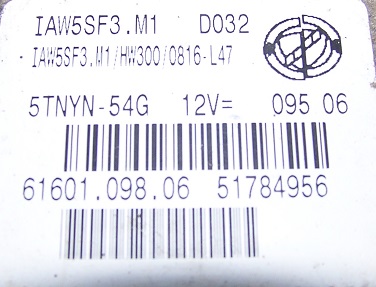 IAW5SF3.M1 D032
IAW5SF3.M1/HW300/0816-L47
5TNYN-54G 12V= 095 06
61601.098.06 51784956